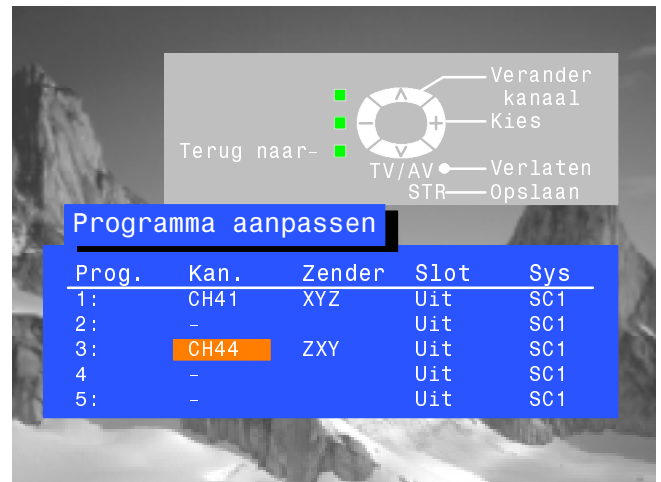 Verander
kanaal
Kies
Terug naar-
TV/AV Verlaten
STR Opslaan
Programma aanpassen
Prog. Kan. Zender Slot Sys
1: CH41 XYZ Uit SC1
2: - Uit SC1
3: CH44 ZXY Uit SC1
4 - Uit SC1
5: - Uit SC1